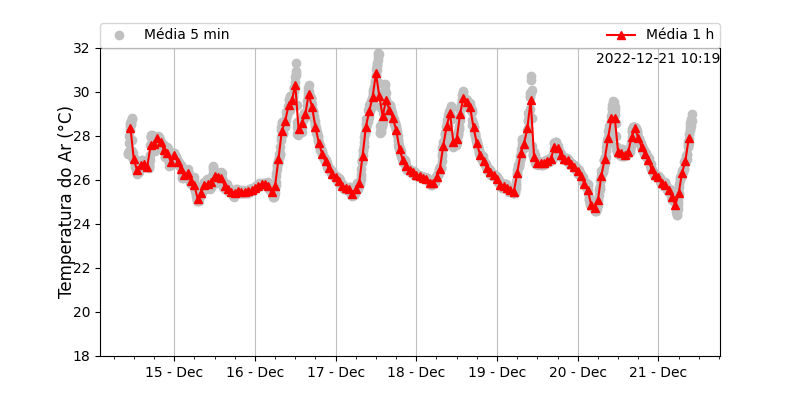 Média 5 min
Média 1 h
2022-12-21 10:19
Temperatura do Ar (°C)
32
30
28
26
24
22
20
18
15 - Dec
16 - Dec
17 - Dec
18 - Dec
19 - Dec
20 - Dec
21 - Dec